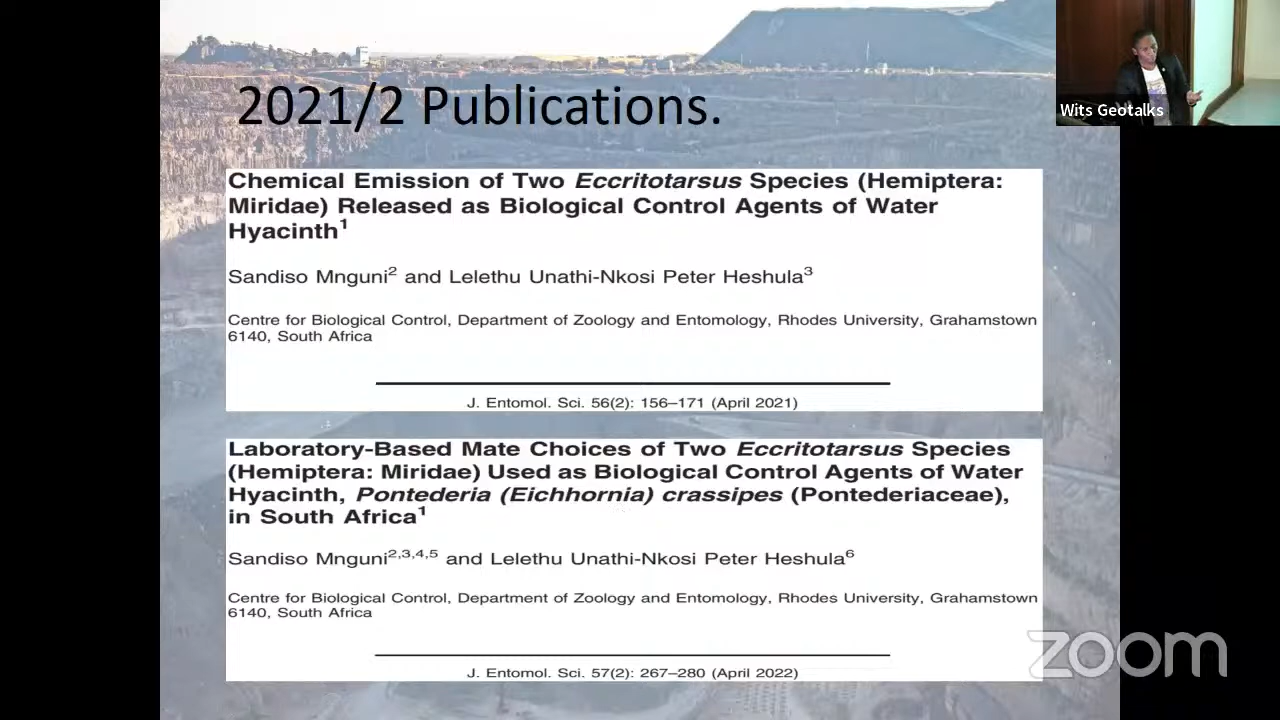 2021/2 Publications.
Wits Geotalks
Chemical Emission of Two Eccritotarsus Species (Hemiptera:
Miridae) Released as Biological Control Agents of Water
Hyacinth1
Sandiso Mnguni2 and Lelethu Unathi-Nkosi Peter Heshula3
Centre for Biological Control, Department of Zoology and Entomology, Rhodes University, Grahamstown
6140, South Africa
J. Entomol. Sci. 56(2): 156–171 (April 2021)
Laboratory-Based Mate Choices of Two Eccritotarsus Species
(Hemiptera: Miridae) Used as Biological Control Agents of Water
Hyacinth, Pontederia (Eichhornia) crassipes (Pontederiaceae),
in South Africa1
Sandiso Mnguni2,3,4,5 and Lelethu Unathi-Nkosi Peter Heshula6
Centre for Biological Control, Department of Zoology and Entomology, Rhodes University, Grahamstown
6140, South Africa
J. Entomol. Sci. 57(2): 267–280 (April 2022)
zoom